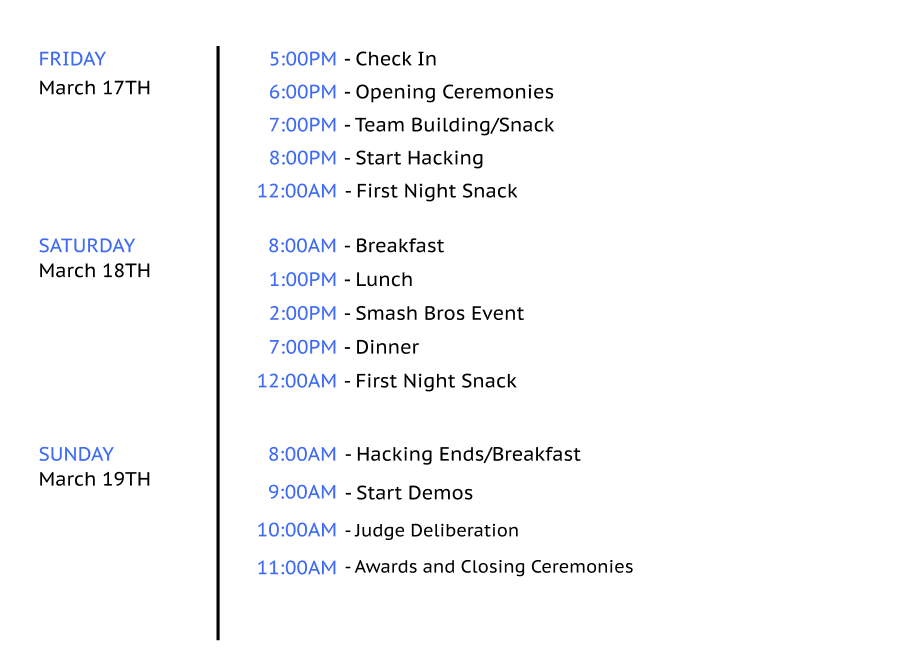 FRIDAY
March 17TH
5:00PM - Check In
6:00PM - Opening Ceremonies
7:00PM - Team Building/Snack
8:00PM - Start Hacking
12:00AM - First Night Snack
SATURDAY
March 18TH
8:00AM - Breakfast
1:00PM - Lunch
2:00PM - Smash Bros Event
7:00PM - Dinner
12:00AM - First Night Snack
SUNDAY
March 19TH
8:00AM - Hacking Ends/Breakfast
9:00AM - Start Demos
10:00AM - Judge Deliberation
11:00AM - Awards and Closing Ceremonies